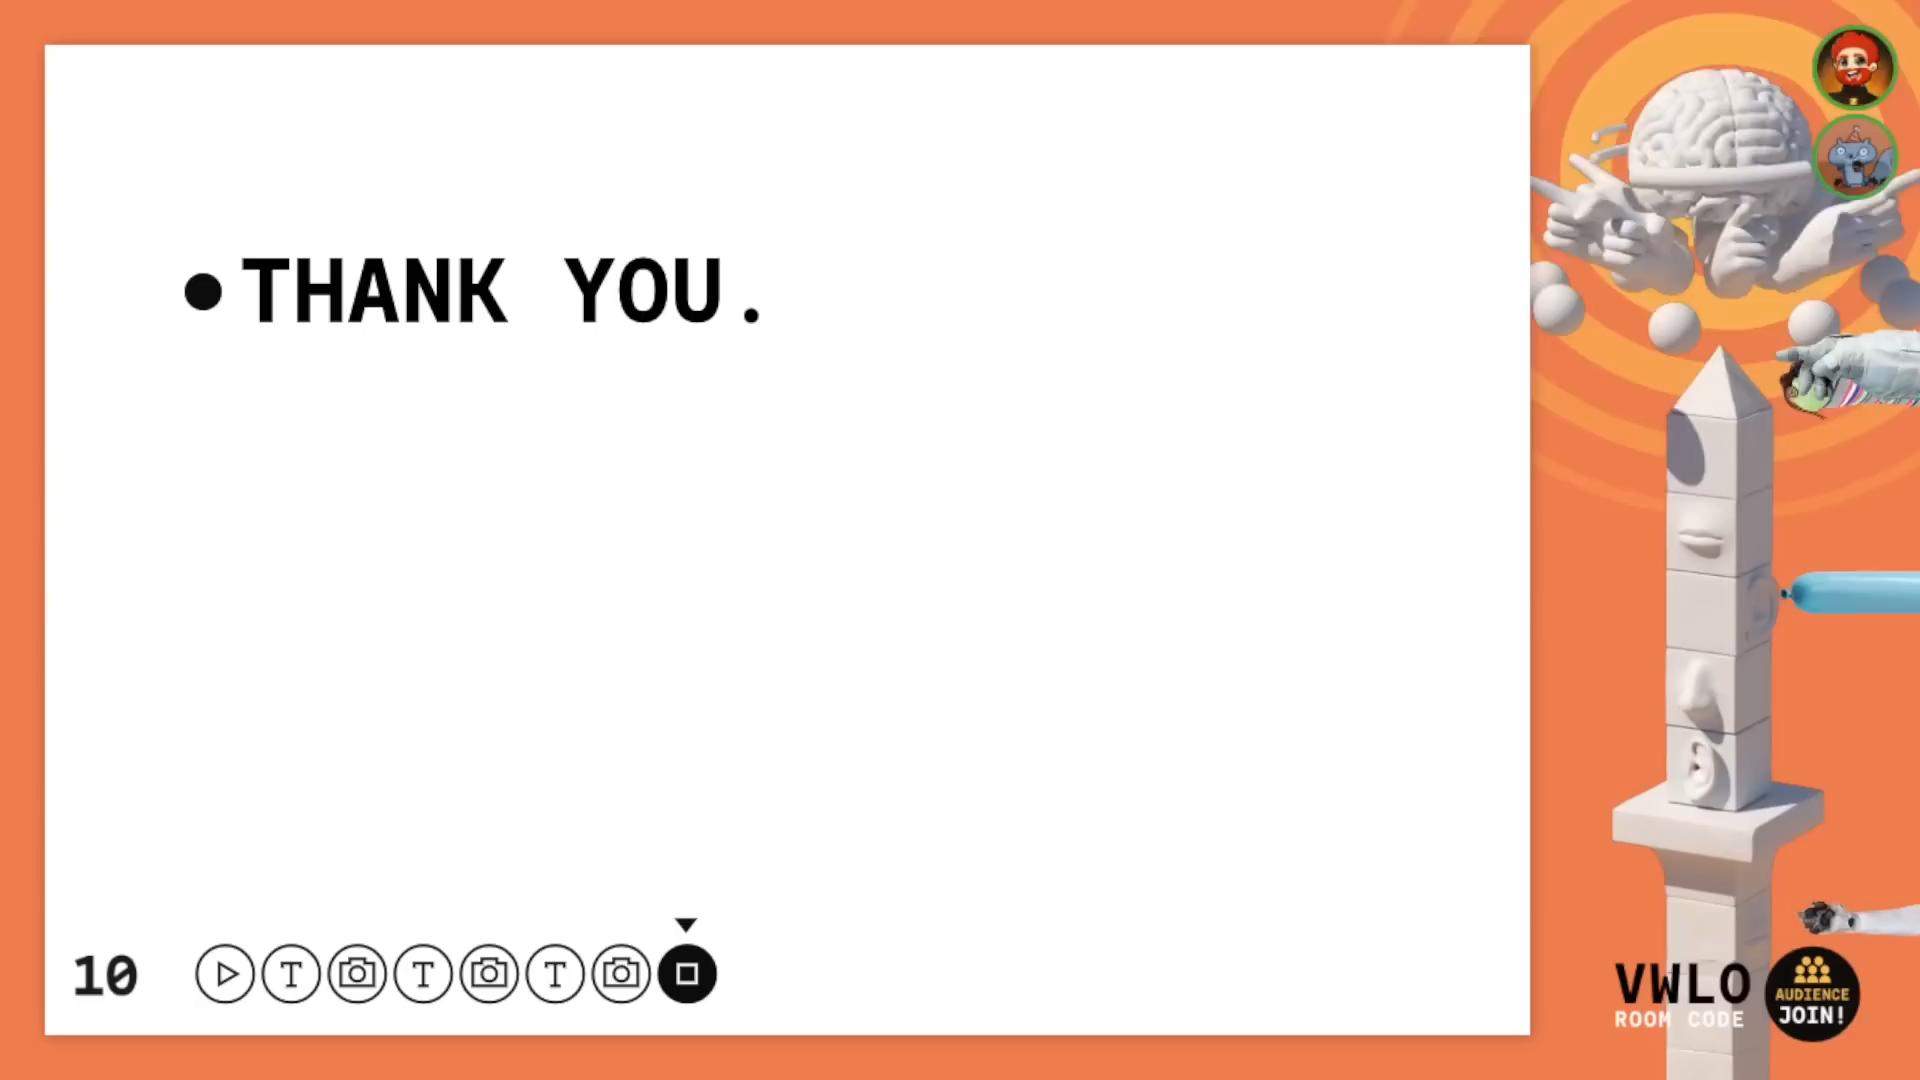 THANK YOU.
10
T T T
VWLO
ROOM CODE
AUDIENCE
JOIN!